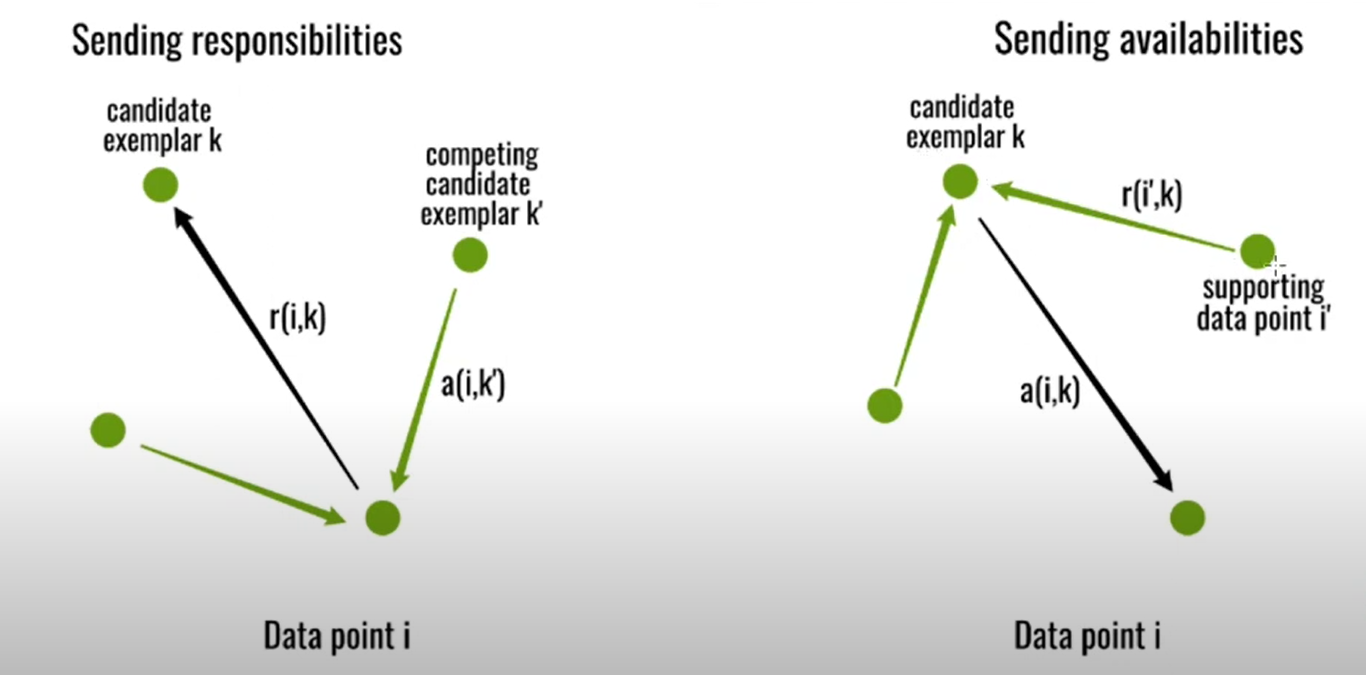 Sending responsibilities
candidate
exemplar k
competing
candidate
exemplar k'
r(i,k)
a(i,k')
Data point i
Sending availabilities
candidate
exemplar k
r(i',k)
supporting
data point i'
a(i,k)
Data point i